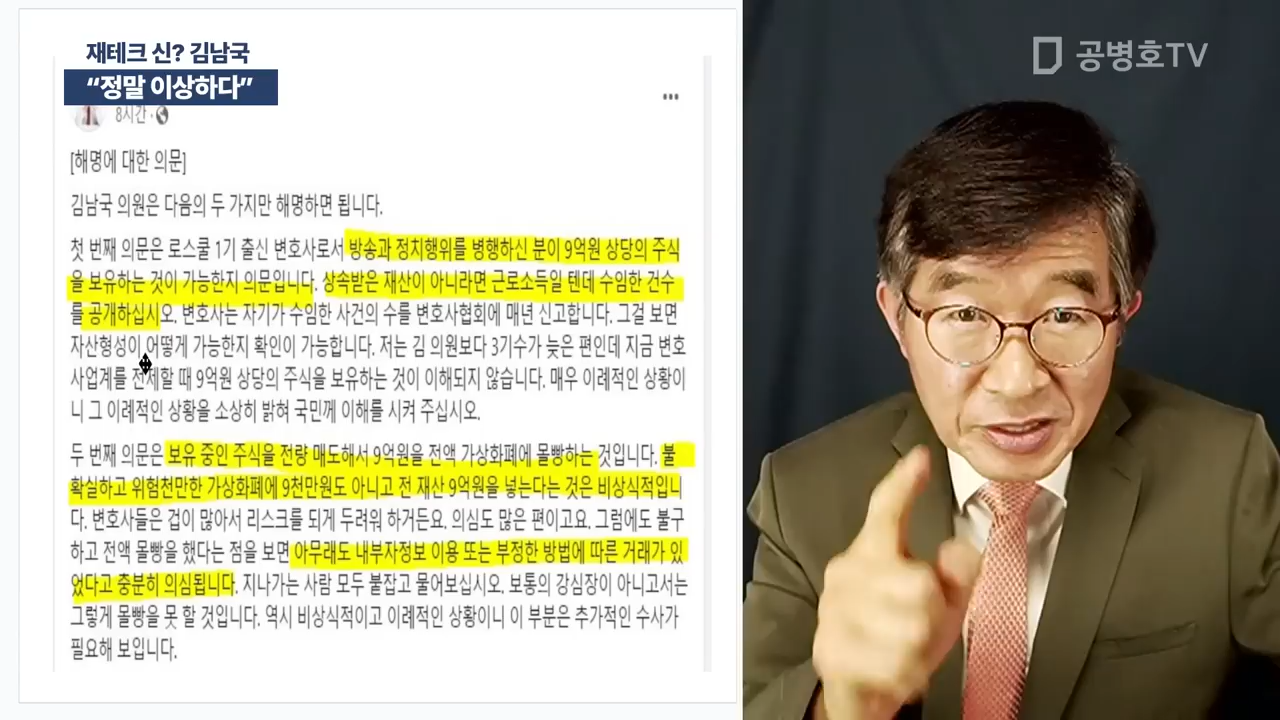 재테크 신? 김남국
“정말 이상하다”
공병호TV
8시간 ·
[해명에 대한 의문]
김남국 의원은 다음의 두 가지만 해명하면 됩니다.
첫 번째 의문은 로스쿨 1기 출신 변호사로서 방송과 정치행위를 병행하신 분이 9억원 상당의 주식
을 보유하는 것이 가능한지 의문입니다. 상속받은 재산이 아니라면 근로소득일 텐데 수임한 건수
를 공개하십시오. 변호사는 자기가 수임한 사건의 수를 변호사협회에 매년 신고합니다. 그걸 보면
자산형성이 어떻게 가능한지 확인이 가능합니다. 저는 김 의원보다 3기수가 늦은 편인데 지금 변호
사업계를 전제할 때 9억원 상당의 주식을 보유하는 것이 이해되지 않습니다. 매우 이례적인 상황이
니 그 이례적인 상황을 소상히 밝혀 국민께 이해를 시켜 주십시오.
두 번째 의문은 보유 중인 주식을 전량 매도해서 9억원을 전액 가상화폐에 몰빵하는 것입니다. 불
확실하고 위험천만한 가상화폐에 9천만원도 아니고 전 재산 9억원을 넣는다는 것은 비상식적입니
다. 변호사들은 겁이 많아서 리스크를 되게 두려워 하거든요. 의심도 많은 편이고요. 그럼에도 불구
하고 전액 몰빵을 했다는 점을 보면 아무래도 내부자정보 이용 또는 부정한 방법에 따른 거래가 있
었다고 충분히 의심됩니다. 지나가는 사람 모두 붙잡고 물어보십시오. 보통의 강심장이 아니고서는
그렇게 몰빵을 못 할 것입니다. 역시 비상식적이고 이례적인 상황이니 이 부분은 추가적인 수사가
필요해 보입니다.